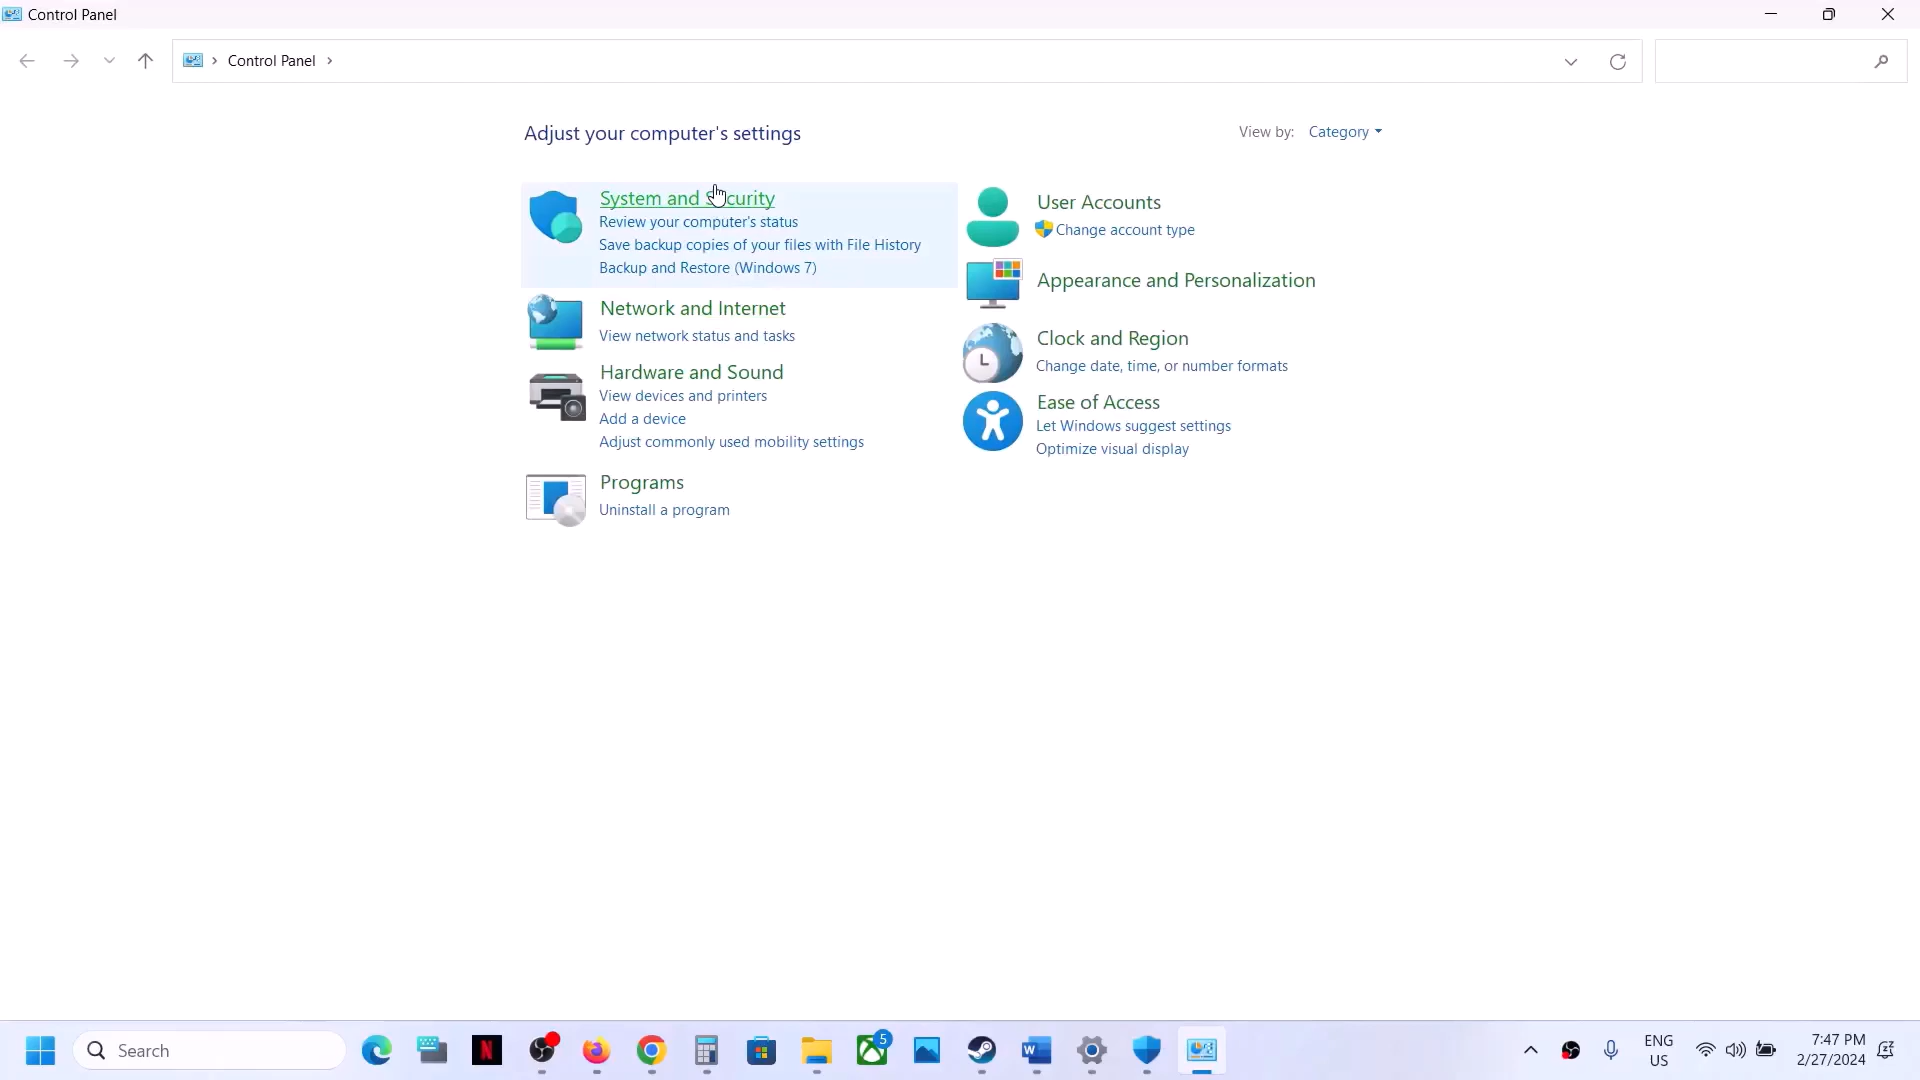 Control Panel
Control Panel
Adjust your computer's settings
View by: Category
System and Security
Review your computer's status
Save backup copies of your files with File History
Backup and Restore (Windows 7)
Network and Internet
View network status and tasks
Hardware and Sound
View devices and printers
Add a device
Adjust commonly used mobility settings
Programs
Uninstall a program
User Accounts
Change account type
Appearance and Personalization
Clock and Region
Change date, time, or number formats
Ease of Access
Let Windows suggest settings
Optimize visual display
Search
N
5
W
ENG
US
7:47 PM
2/27/2024